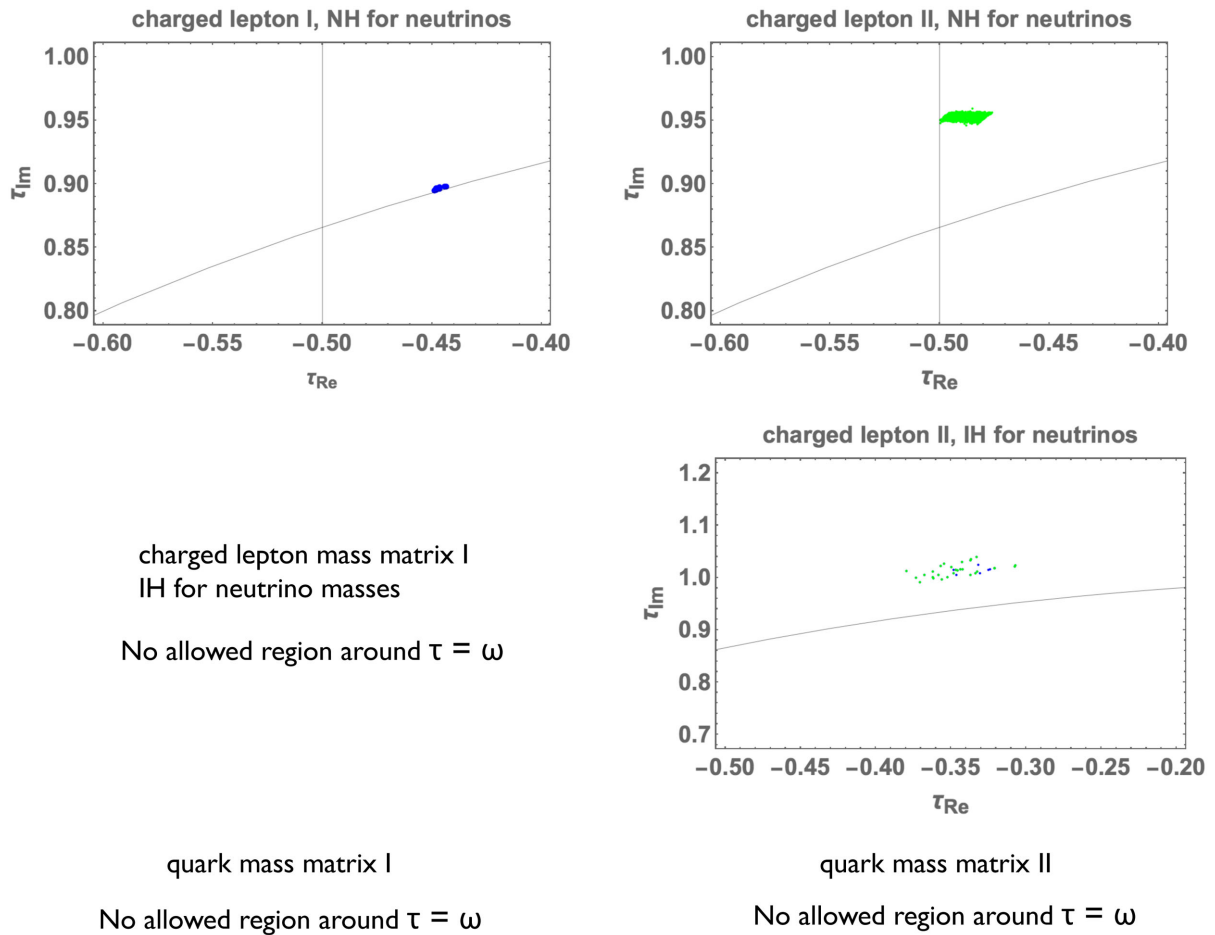 charged lepton I, NH for neutrinos
1.00
0.95
0.90
0.85
0.80
τIm
−0.60 −0.55 −0.50 −0.45 −0.40
τRe
charged lepton II, NH for neutrinos
1.00
0.95
0.90
0.85
0.80
τIm
−0.60 −0.55 −0.50 −0.45 −0.40
τRe
charged lepton mass matrix I
IH for neutrino masses
No allowed region around τ = ω
charged lepton II, IH for neutrinos
1.2
1.1
1.0
0.9
0.8
0.7
τIm
−0.50 −0.45 −0.40 −0.35 −0.30 −0.25 −0.20
τRe
quark mass matrix I
No allowed region around τ = ω
quark mass matrix II
No allowed region around τ = ω